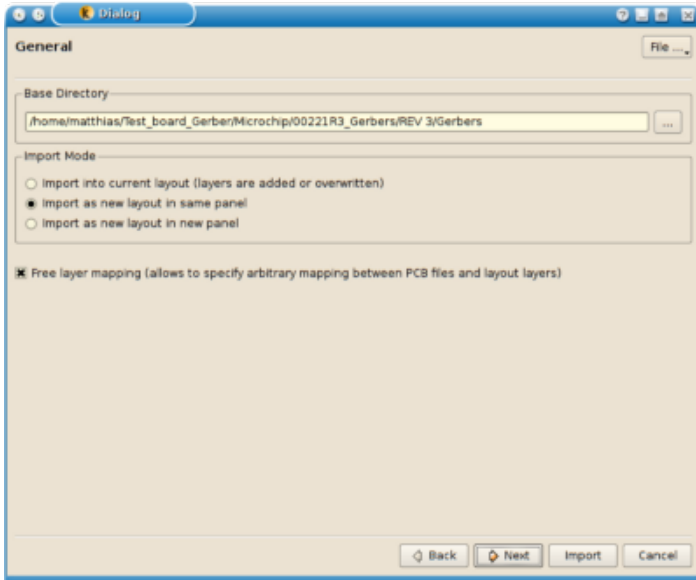 Dialog
General
File ...
Base Directory
/home/matthias/Test_board_Gerber/Microchip/00221R3_Gerbers/REV 3/Gerbers
...
Import Mode
Import into current layout (layers are added or overwritten)
Import as new layout in same panel
Import as new layout in new panel
Free layer mapping (allows to specify arbitrary mapping between PCB files and layout layers)
Back
Next
Import
Cancel